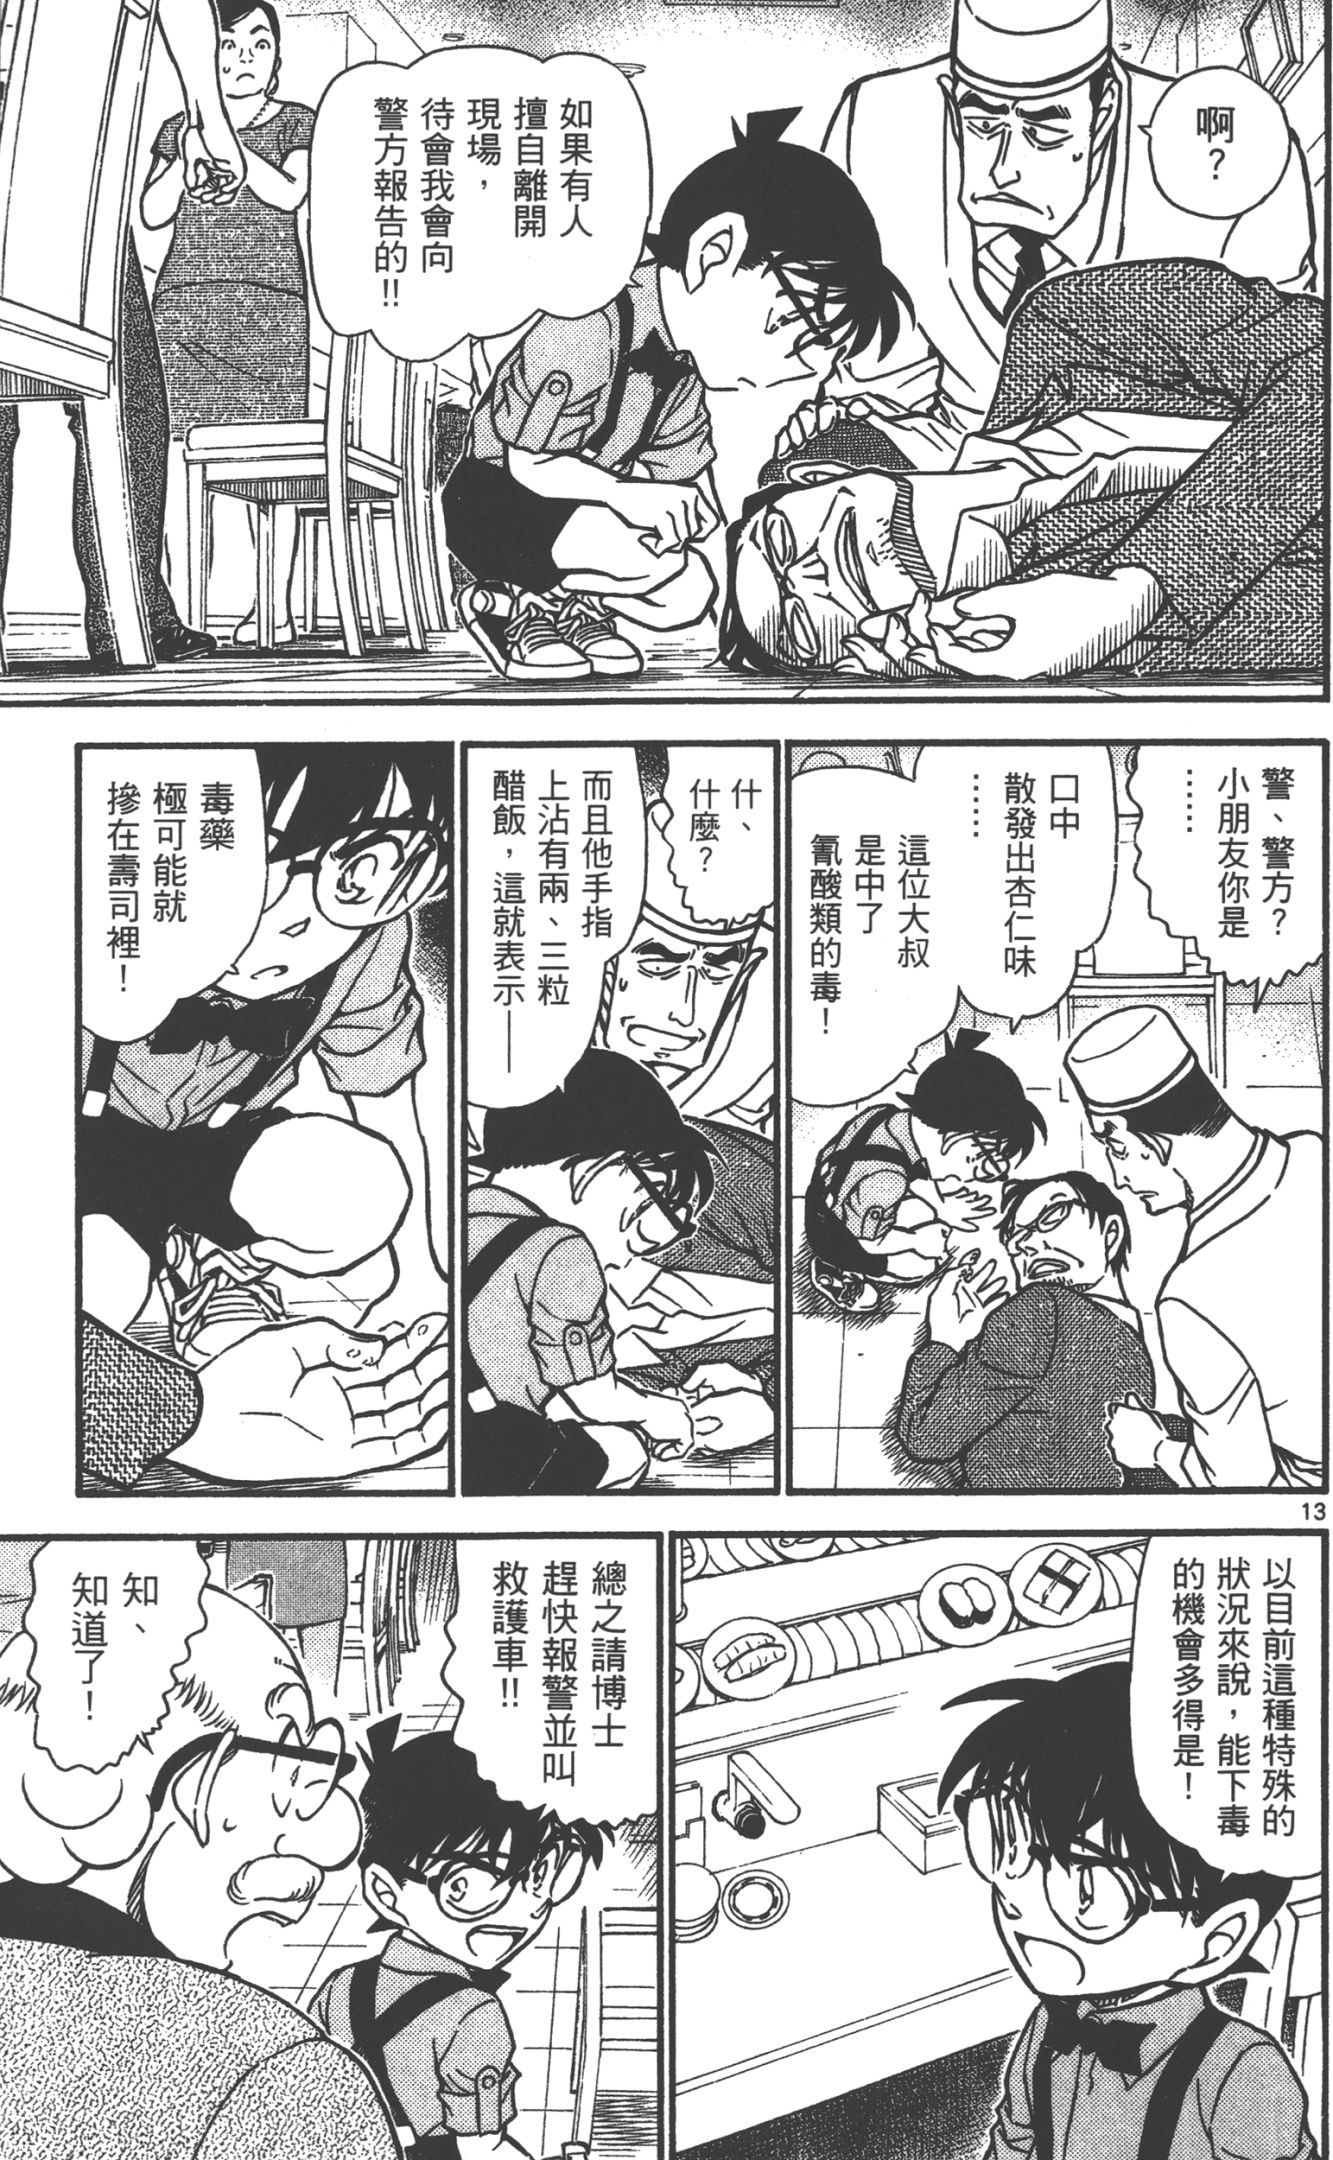 啊？
如果有人
擅自離開
現場，
待會我會向
警方報告的!!
警、警方？
小朋友你是
……
口中
散發出杏仁味
……
這位大叔
是中了
氰酸類的毒！
什、
什麼？
而且他手指
上沾有兩、三粒
醋飯，這就表示——
毒藥
極可能就
摻在壽司裡！
13
以目前這種特殊的
狀況來說，能下毒
的機會多得是！
總之請博士
趕快報警並叫
救護車!!
知、
知道了！